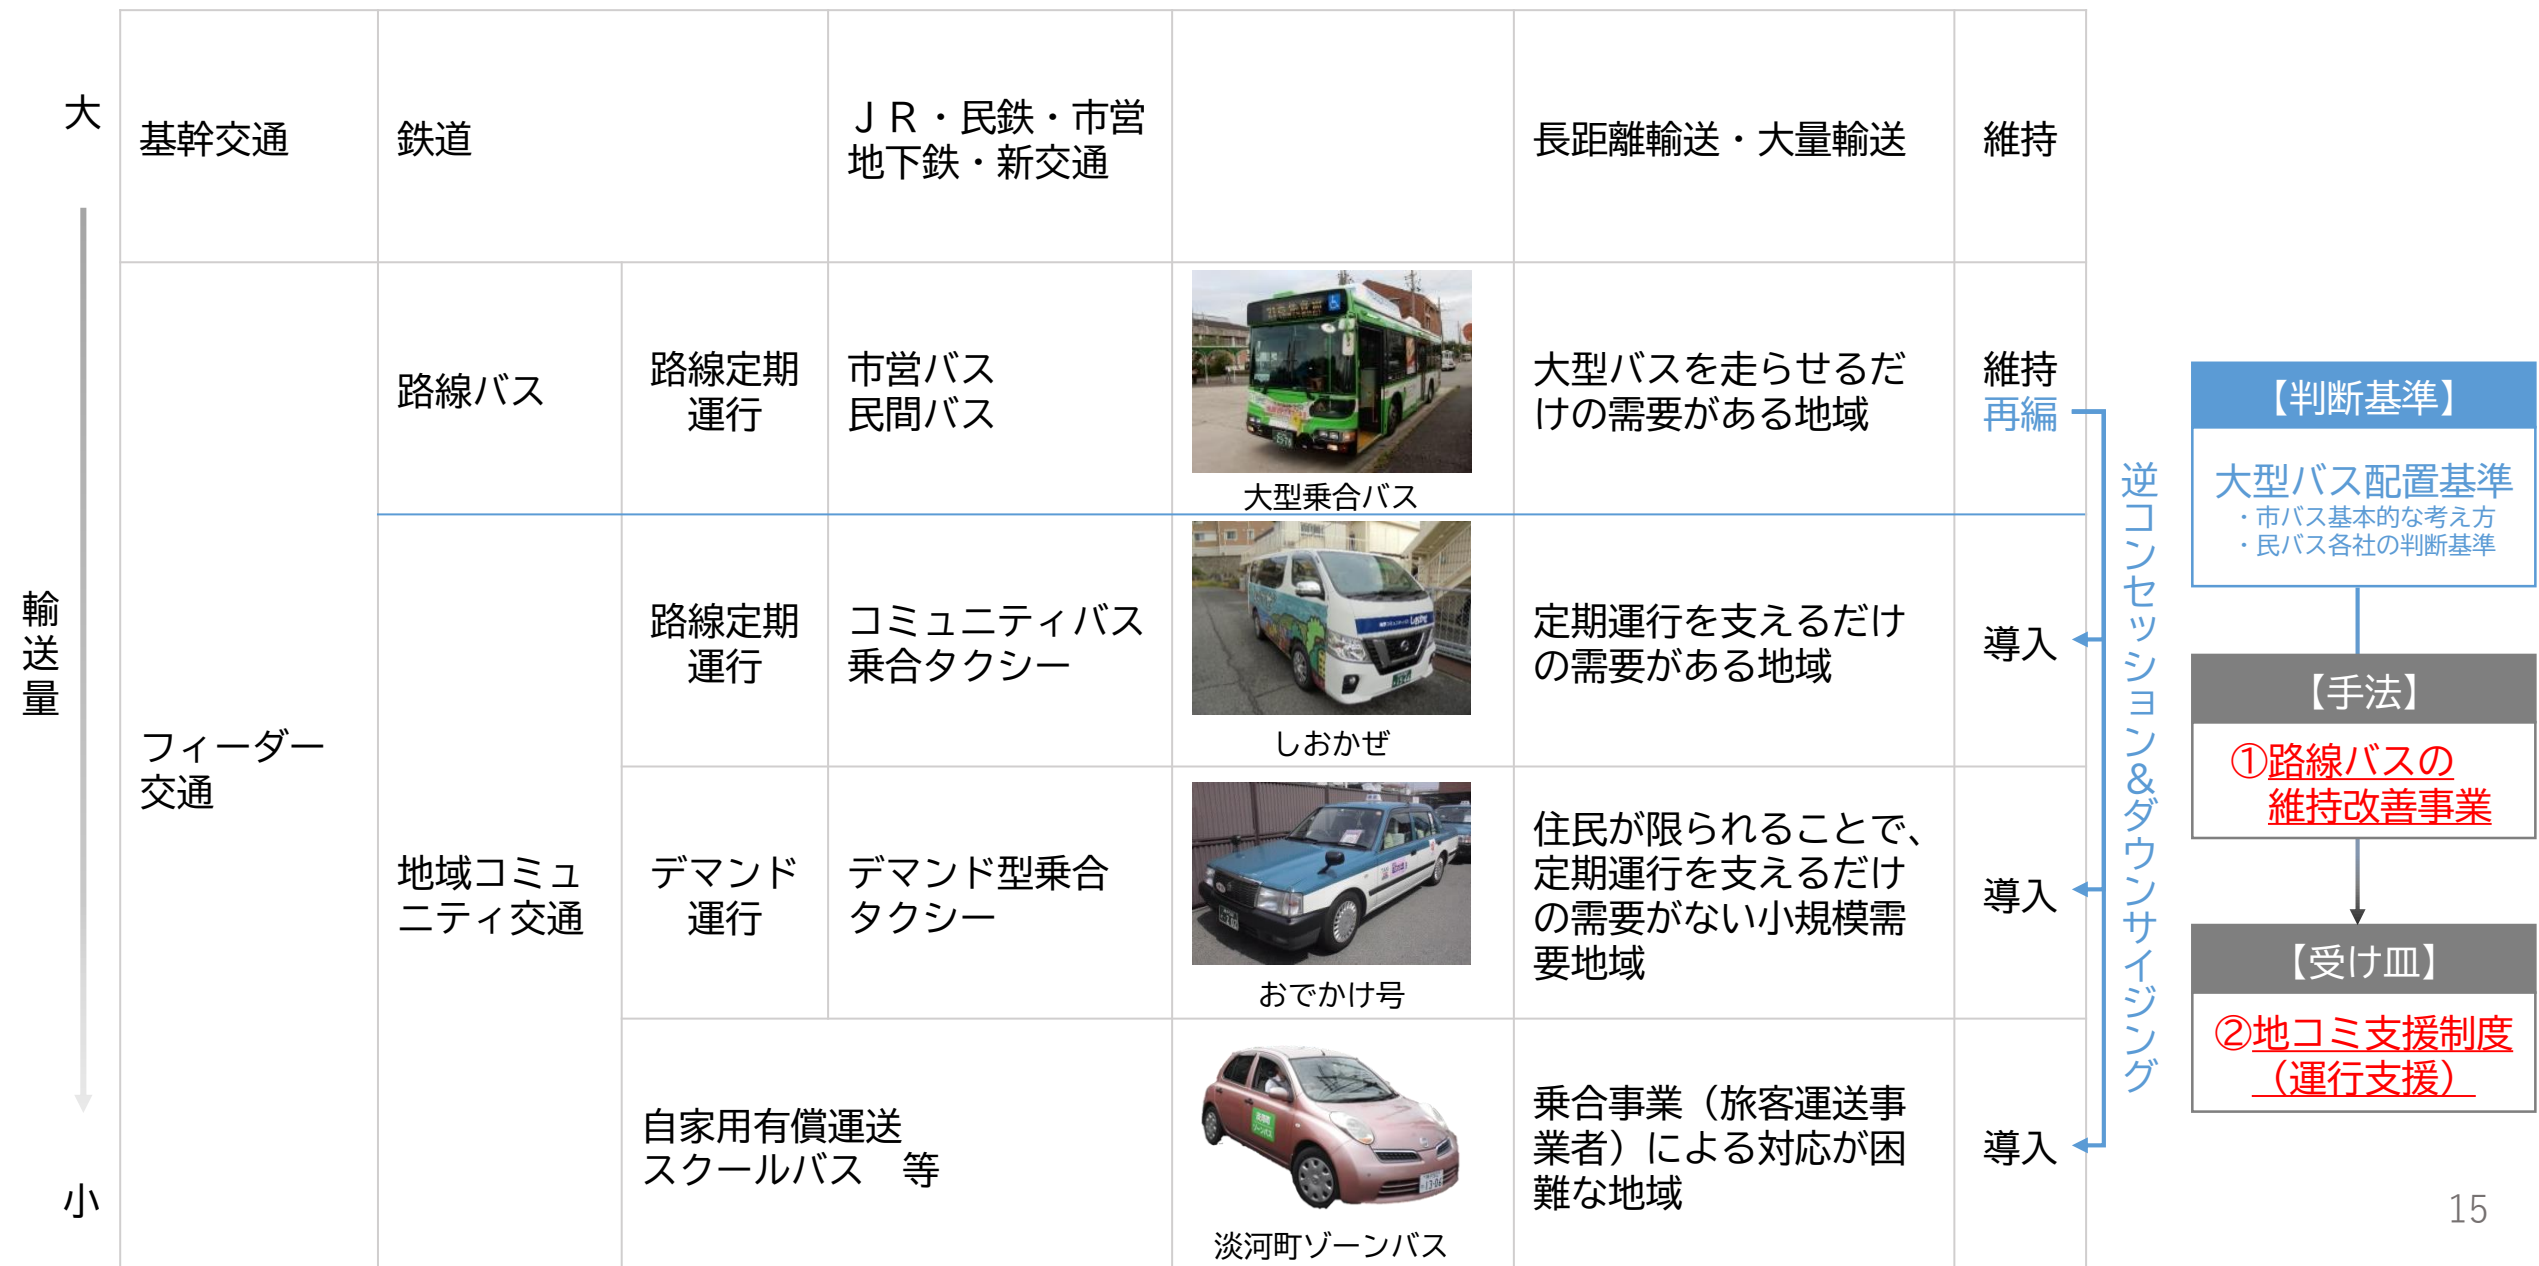 大
輸送量
小
基幹交通
鉄道
ＪＲ・民鉄・市営
地下鉄・新交通
長距離輸送・大量輸送
維持
フィーダー
交通
路線バス
路線定期
運行
市営バス
民間バス
大型乗合バス
大型バスを走らせるだ
けの需要がある地域
維持
再編
地域コミュ
ニティ交通
路線定期
運行
コミュニティバス
乗合タクシー
しおかぜ
定期運行を支えるだけ
の需要がある地域
導入
デマンド
運行
デマンド型乗合
タクシー
おでかけ号
住民が限られることで、
定期運行を支えるだけ
の需要がない小規模需
要地域
導入
自家用有償運送
スクールバス　等
淡河町ゾーンバス
乗合事業（旅客運送事
業者）による対応が困
難な地域
導入
逆コンセッション＆ダウンサイジング
【判断基準】
大型バス配置基準
・市バス基本的な考え方
・民バス各社の判断基準
【手法】
①路線バスの
維持改善事業
【受け皿】
②地コミ支援制度
（運行支援）
15